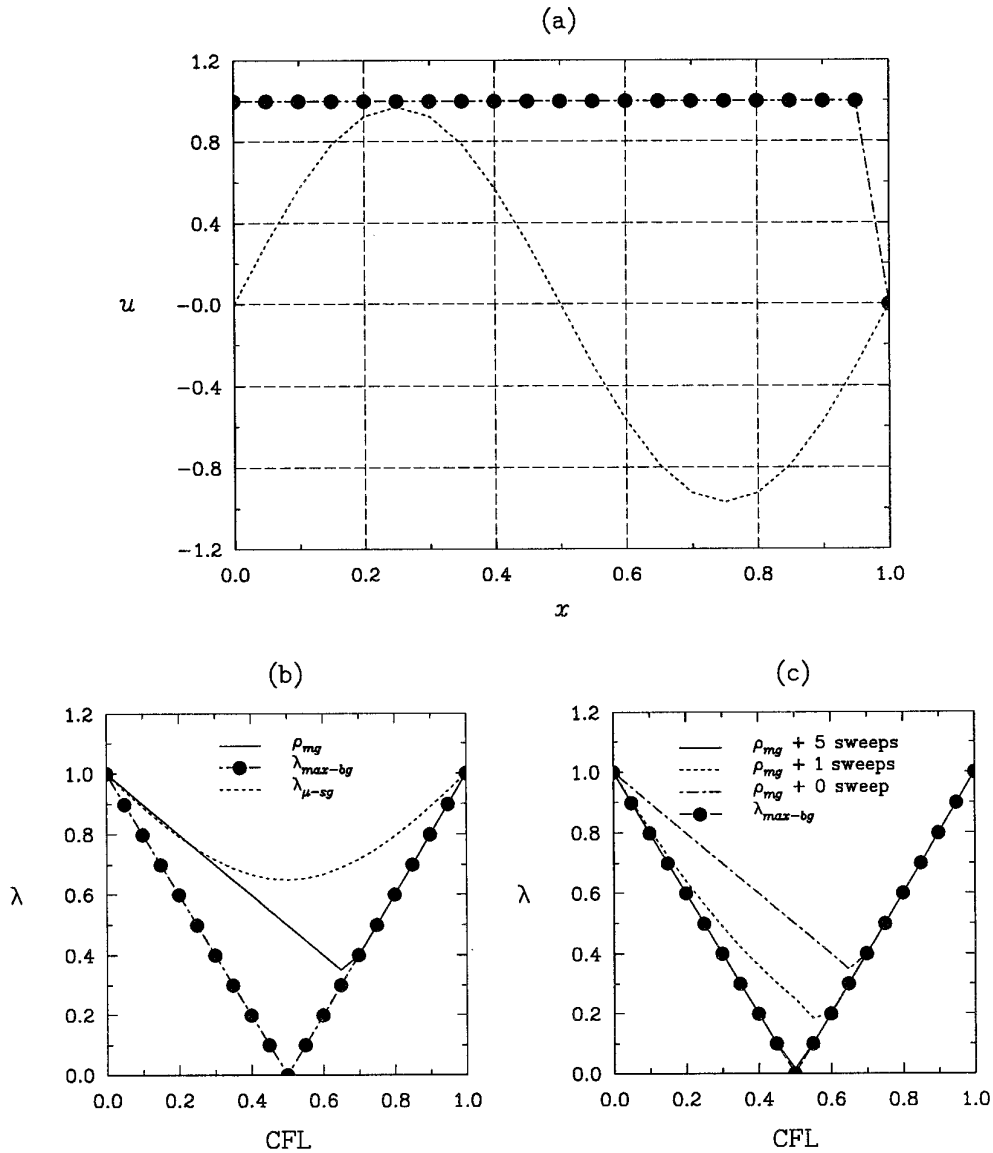 (a)
1.2
0.8
0.4
u
-0.0
-0.4
-0.8
-1.2
0.0 0.2 0.4 0.6 0.8 1.0
x
(b)
1.2
1.0
0.8
0.6
0.4
0.2
0.0
λ
ρmg
λmax-bg
λμ-sg
0.0 0.2 0.4 0.6 0.8 1.0
CFL
(c)
1.2
1.0
0.8
0.6
0.4
0.2
0.0
λ
ρmg + 5 sweeps
ρmg + 1 sweeps
ρmg + 0 sweep
λmax-bg
0.0 0.2 0.4 0.6 0.8 1.0
CFL